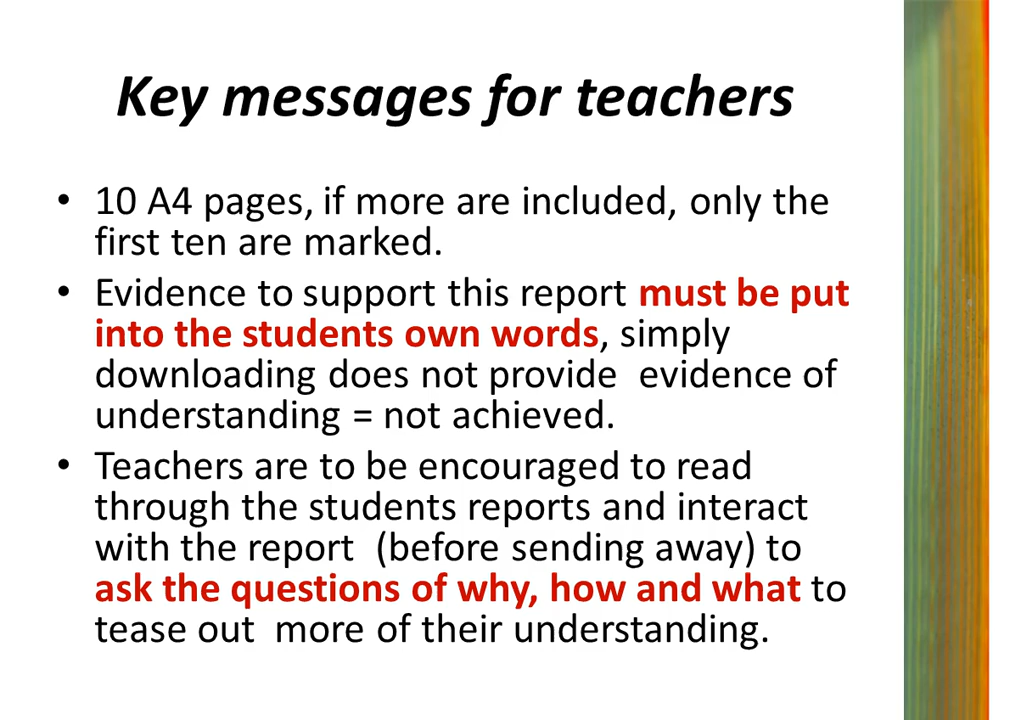 Key messages for teachers
• 10 A4 pages, if more are included, only the
first ten are marked.
• Evidence to support this report must be put
into the students own words, simply
downloading does not provide  evidence of
understanding = not achieved.
• Teachers are to be encouraged to read
through the students reports and interact
with the report  (before sending away) to
ask the questions of why, how and what to
tease out  more of their understanding.